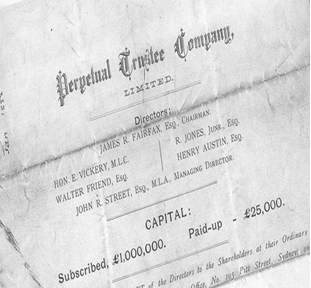 Perpetual Trustee Company,
LIMITED.
Directors:
JAMES R. FAIRFAX, Esq., CHAIRMAN.
HON E. VICKERY, M.L.C. R. JONES, JUNR., Esq.
WALTER FRIEND, Esq. HENRY AUSTIN, Esq.
JOHN R. STREET, Esq., M.L.A., MANAGING DIRECTOR.
CAPITAL:
Subscribed, £1,000,000. Paid-up - £25,000.
of the Directors to the Shareholders at their Ordinary
Office, No. 105 Pitt Street, Sydney